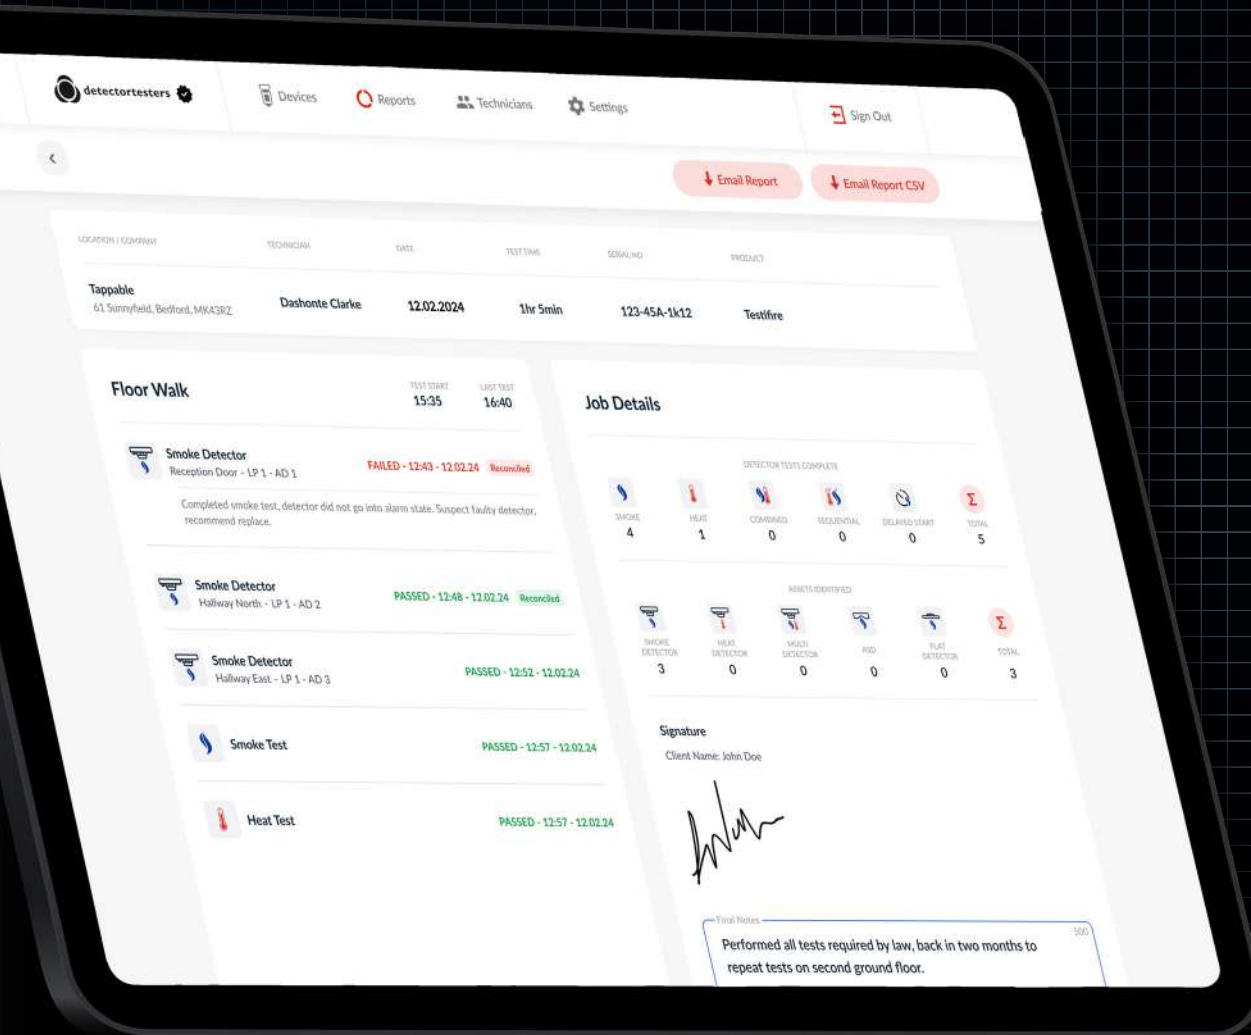 detectortesters
Devices
Reports
Technicians
Settings
Sign Out
Email Report
Email Report CSV
LOCATION / COMPANY TECHNICIAN DATE TEST TIME SERIAL NO PRODUCT
Tappable
61 Sunnyfield, Bedford, MK43RZ
Dashonte Clarke 12.02.2024 1hr 5min 123-45A-1k12 Testifire
Floor Walk
TEST START LAST TEST
15:35 16:40
Smoke Detector
Reception Door - LP 1 - AD 1
FAILED - 12:43 - 12.02.24 Reconciled
Completed smoke test, detector did not go into alarm state. Suspect faulty detector,
recommend replace.
Smoke Detector
Hallway North - LP 1 - AD 2
PASSED - 12:48 - 12.02.24 Reconciled
Smoke Detector
Hallway East - LP 1 - AD 3
PASSED - 12:52 - 12.02.24
Smoke Test
PASSED - 12:57 - 12.02.24
Heat Test
PASSED - 12:57 - 12.02.24
Job Details
DETECTOR TESTS COMPLETE
Σ
SMOKE HEAT COMBINED SEQUENTIAL DELAYED START TOTAL
4 1 0 0 0 5
ASSETS IDENTIFIED
Σ
SMOKE DETECTOR HEAT DETECTOR MULTI DETECTOR ASD FLAT DETECTOR TOTAL
3 0 0 0 0 3
Signature
Client Name: John Doe
Final Notes
500
Performed all tests required by law, back in two months to
repeat tests on second ground floor.